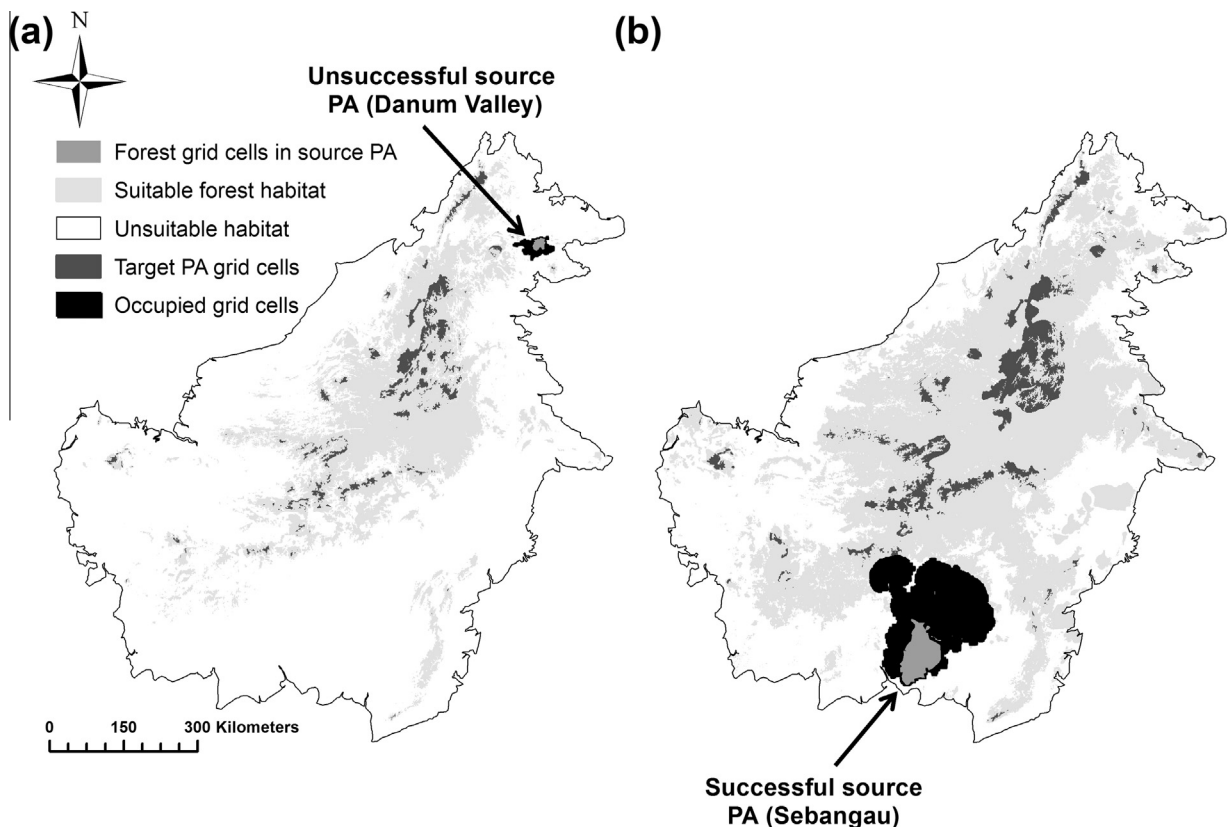 (a)
N
Unsuccessful source
PA (Danum Valley)
Forest grid cells in source PA
Suitable forest habitat
Unsuitable habitat
Target PA grid cells
Occupied grid cells
0 150 300 Kilometers
(b)
Successful source
PA (Sebangau)